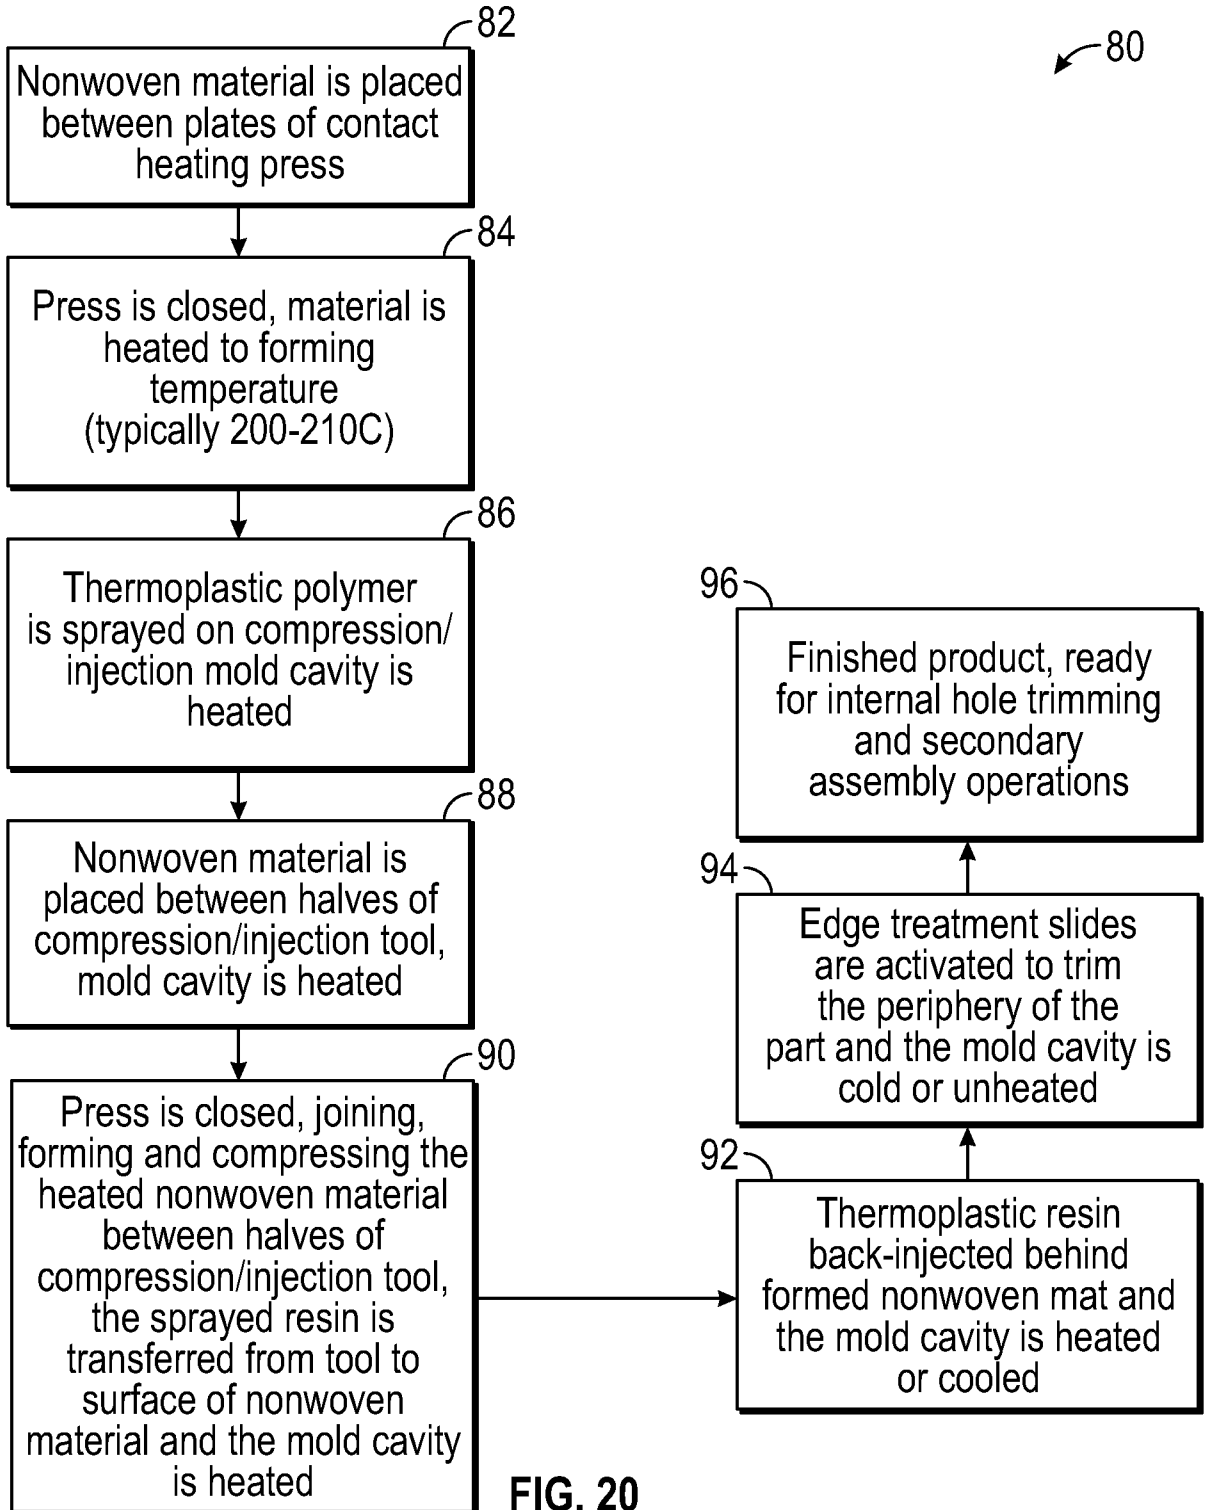 82
80
Nonwoven material is placed
between plates of contact
heating press
84
Press is closed, material is
heated to forming
temperature
(typically 200-210C)
86
Thermoplastic polymer
is sprayed on compression/
injection mold cavity is
heated
88
Nonwoven material is
placed between halves of
compression/injection tool,
mold cavity is heated
90
Press is closed, joining,
forming and compressing the
heated nonwoven material
between halves of
compression/injection tool,
the sprayed resin is
transferred from tool to
surface of nonwoven
material and the mold cavity
is heated
92
Thermoplastic resin
back-injected behind
formed nonwoven mat and
the mold cavity is heated
or cooled
94
Edge treatment slides
are activated to trim
the periphery of the
part and the mold cavity is
cold or unheated
96
Finished product, ready
for internal hole trimming
and secondary
assembly operations
FIG. 20